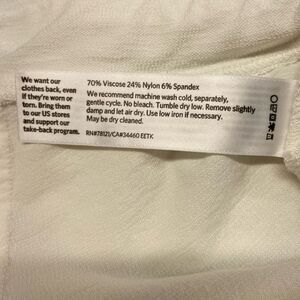 We want our
clothes back, even
if they're worn or
torn. Bring them
to our US stores
and support our
take-back program.
70% Viscose 24% Nylon 6% Spandex
We recommend machine wash cold, separately,
gentle cycle. No bleach. Tumble dry low. Remove slightly
damp and let air dry. Use low iron if necessary.
May be dry cleaned.
RN#78121/CA#34460 EETK